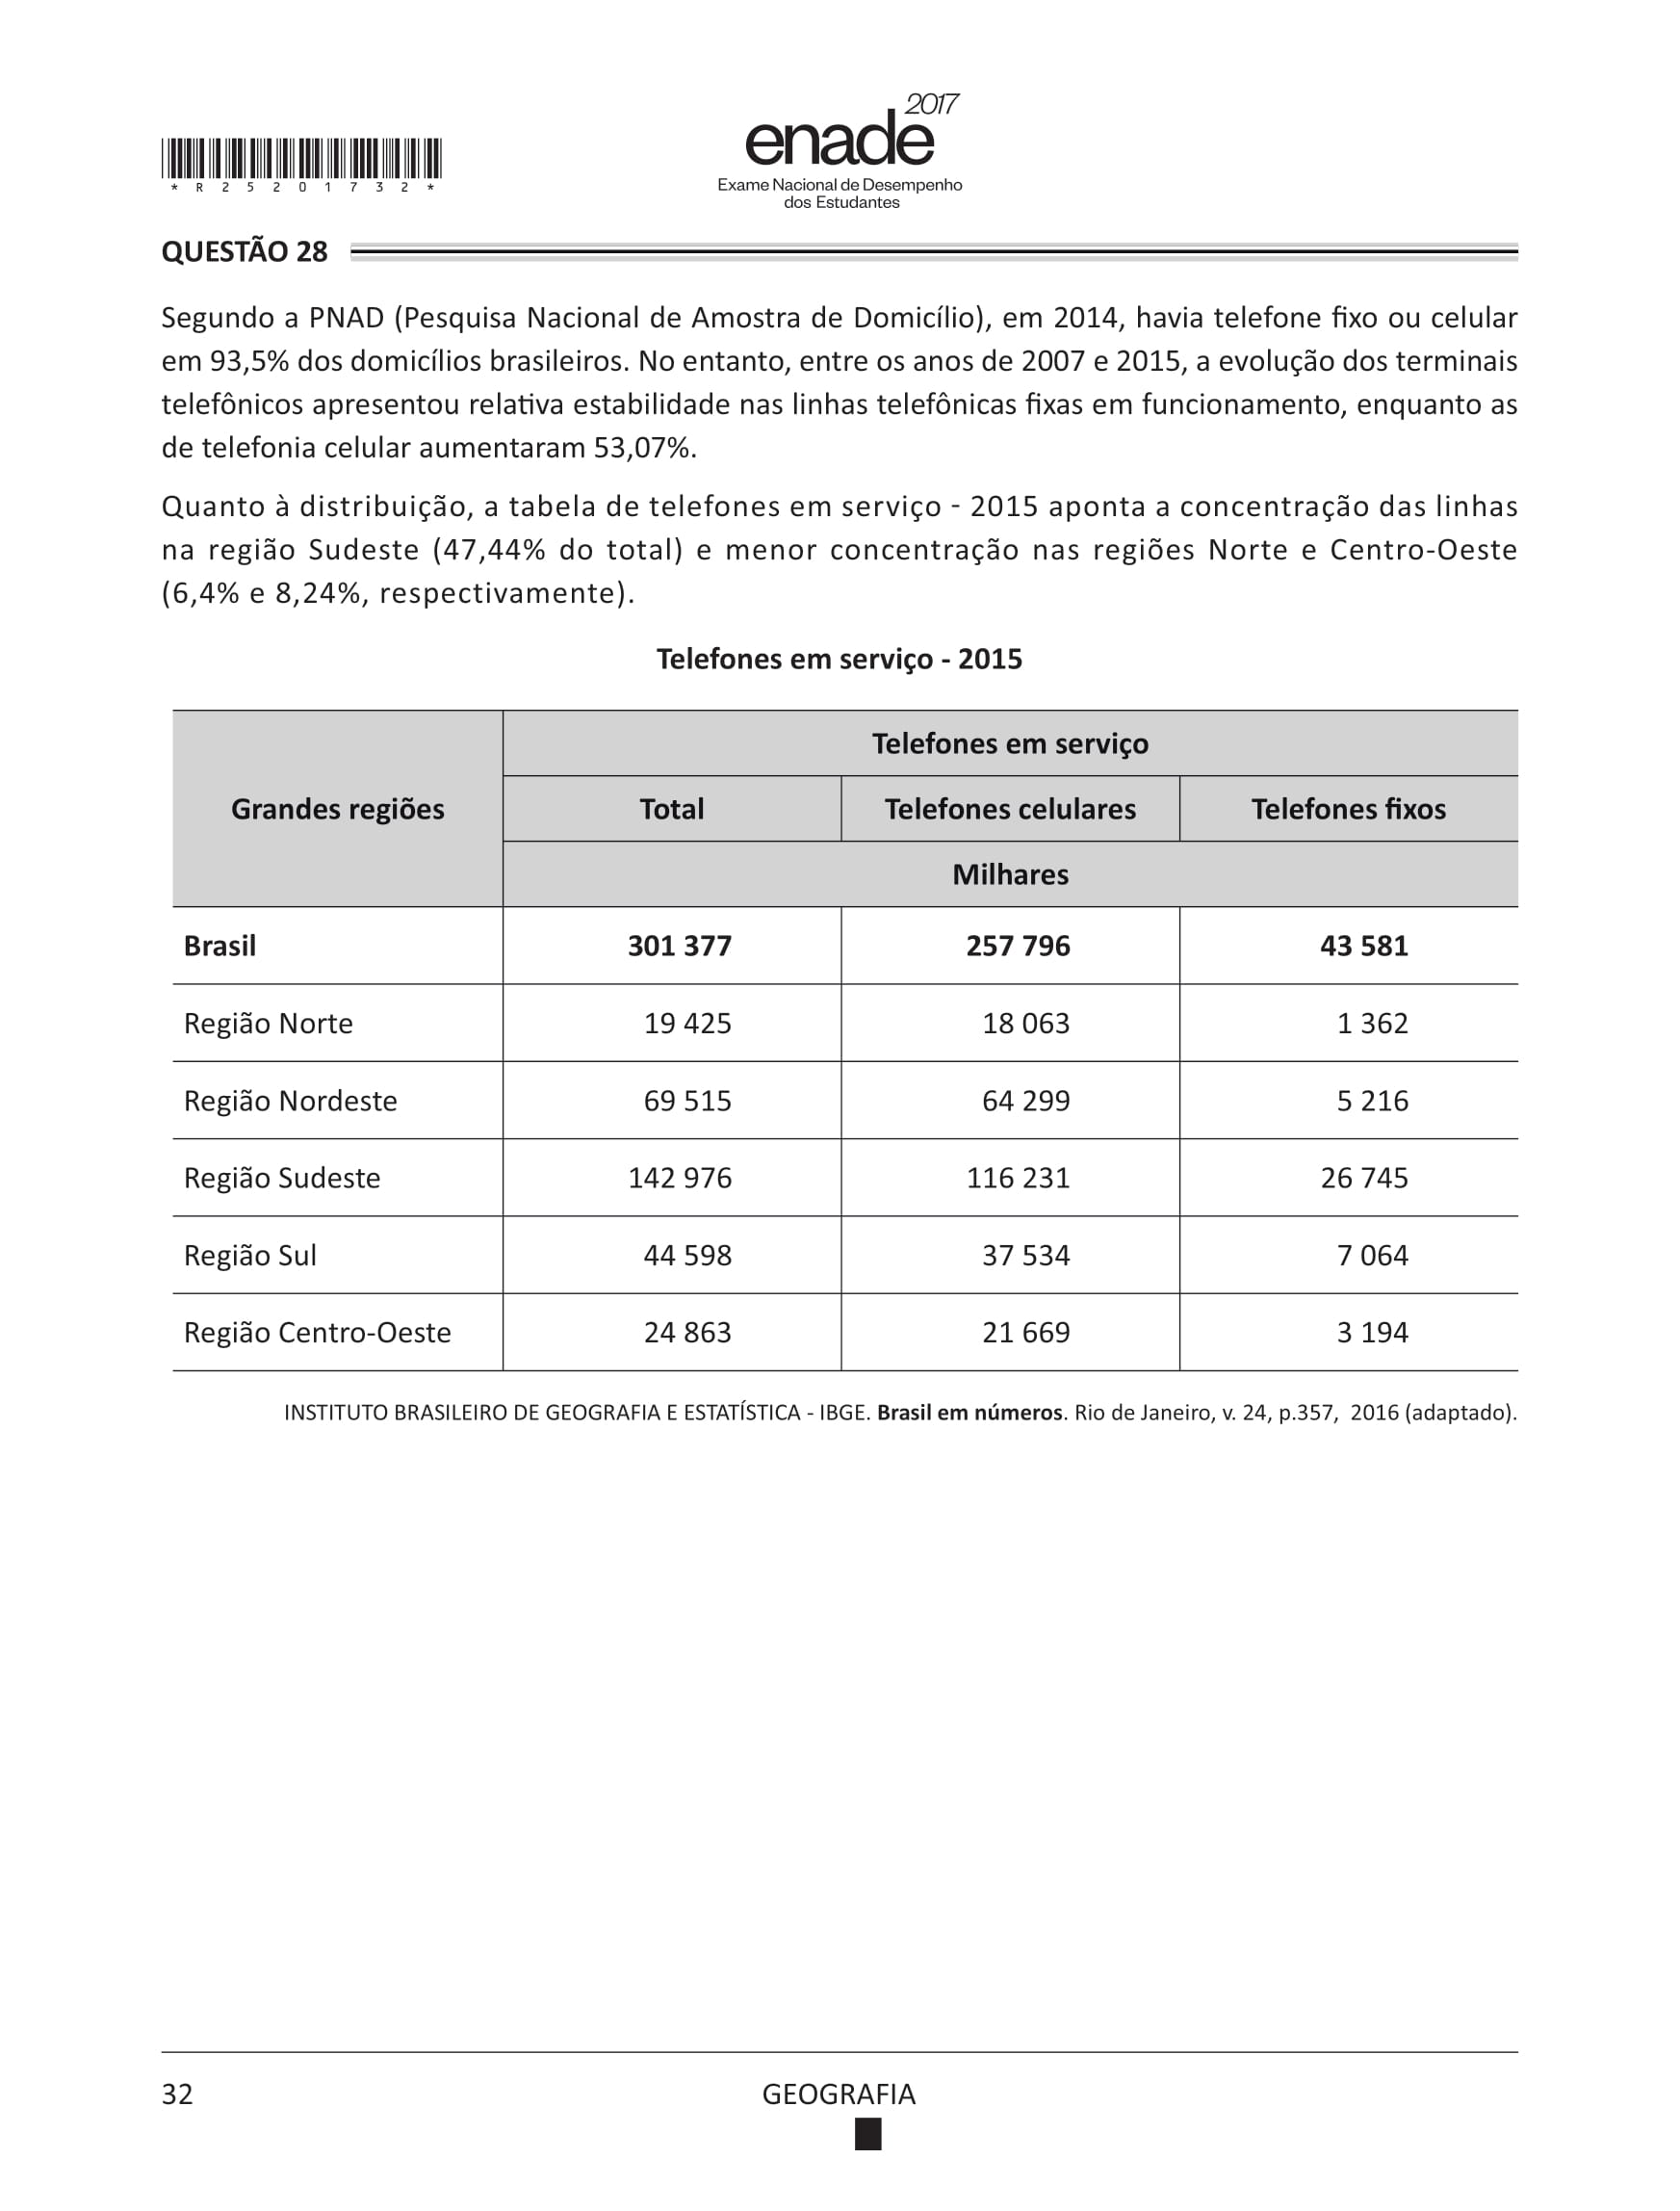 2017
enade
Exame Nacional de Desempenho
dos Estudantes
* R 2 5 2 0 1 7 3 2 *
QUESTÃO 28
Segundo a PNAD (Pesquisa Nacional de Amostra de Domicílio), em 2014, havia telefone fixo ou celular
em 93,5% dos domicílios brasileiros. No entanto, entre os anos de 2007 e 2015, a evolução dos terminais
telefônicos apresentou relativa estabilidade nas linhas telefônicas fixas em funcionamento, enquanto as
de telefonia celular aumentaram 53,07%.
Quanto à distribuição, a tabela de telefones em serviço - 2015 aponta a concentração das linhas
na região Sudeste (47,44% do total) e menor concentração nas regiões Norte e Centro-Oeste
(6,4% e 8,24%, respectivamente).
Telefones em serviço - 2015
Telefones em serviço
Grandes regiões Total Telefones celulares Telefones fixos
Milhares
Brasil 301 377 257 796 43 581
Região Norte 19 425 18 063 1 362
Região Nordeste 69 515 64 299 5 216
Região Sudeste 142 976 116 231 26 745
Região Sul 44 598 37 534 7 064
Região Centro-Oeste 24 863 21 669 3 194
INSTITUTO BRASILEIRO DE GEOGRAFIA E ESTATÍSTICA - IBGE. Brasil em números. Rio de Janeiro, v. 24, p.357, 2016 (adaptado).
32 GEOGRAFIA